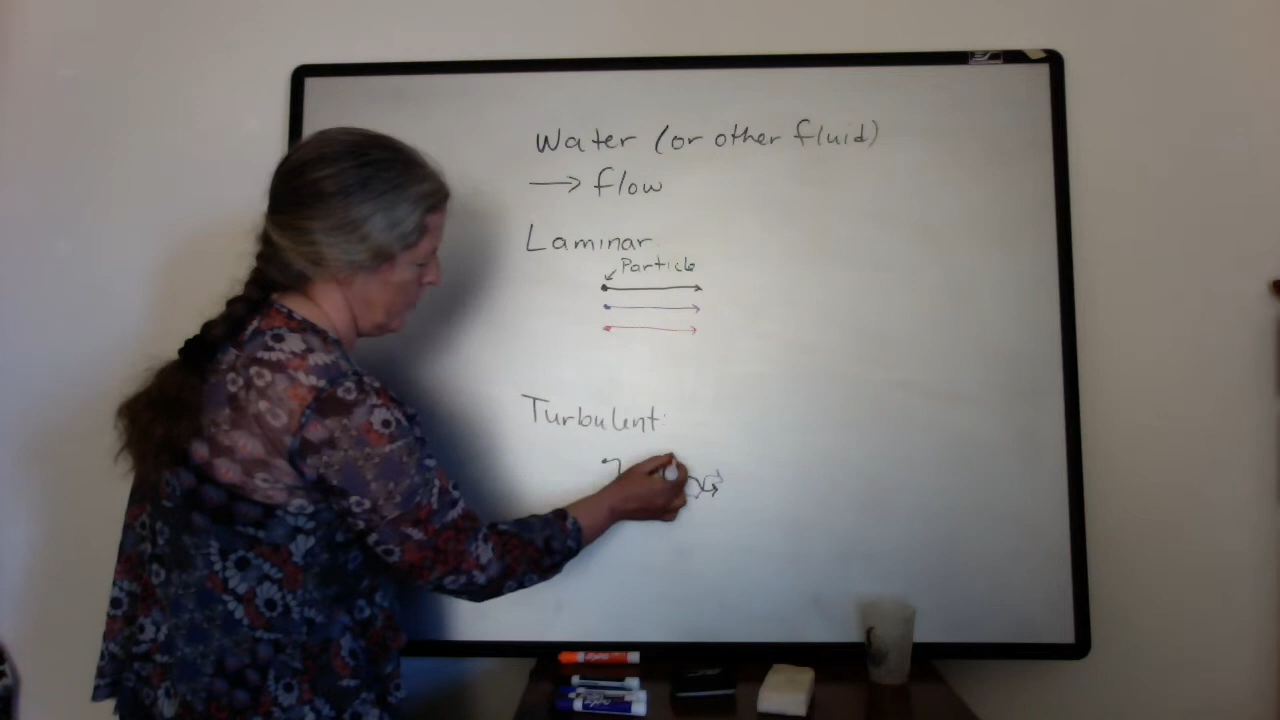 Water (or other fluid)
→ flow
Laminar
Particle
Turbulent: